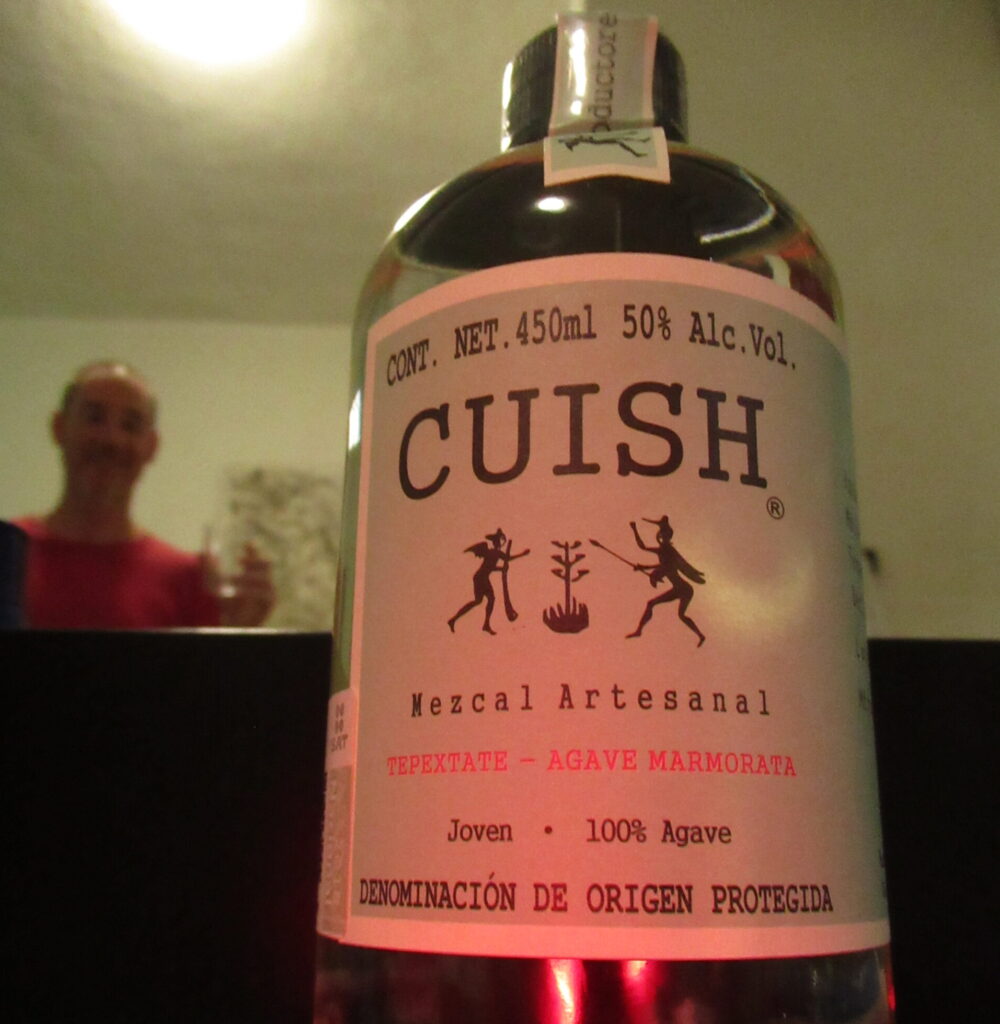 CONT. NET.450ml 50% Alc.Vol.
CUISH
®
Mezcal Artesanal
TEPEXTATE – AGAVE MARMORATA
Joven • 100% Agave
DENOMINACIÓN DE ORIGEN PROTEGIDA
SAT